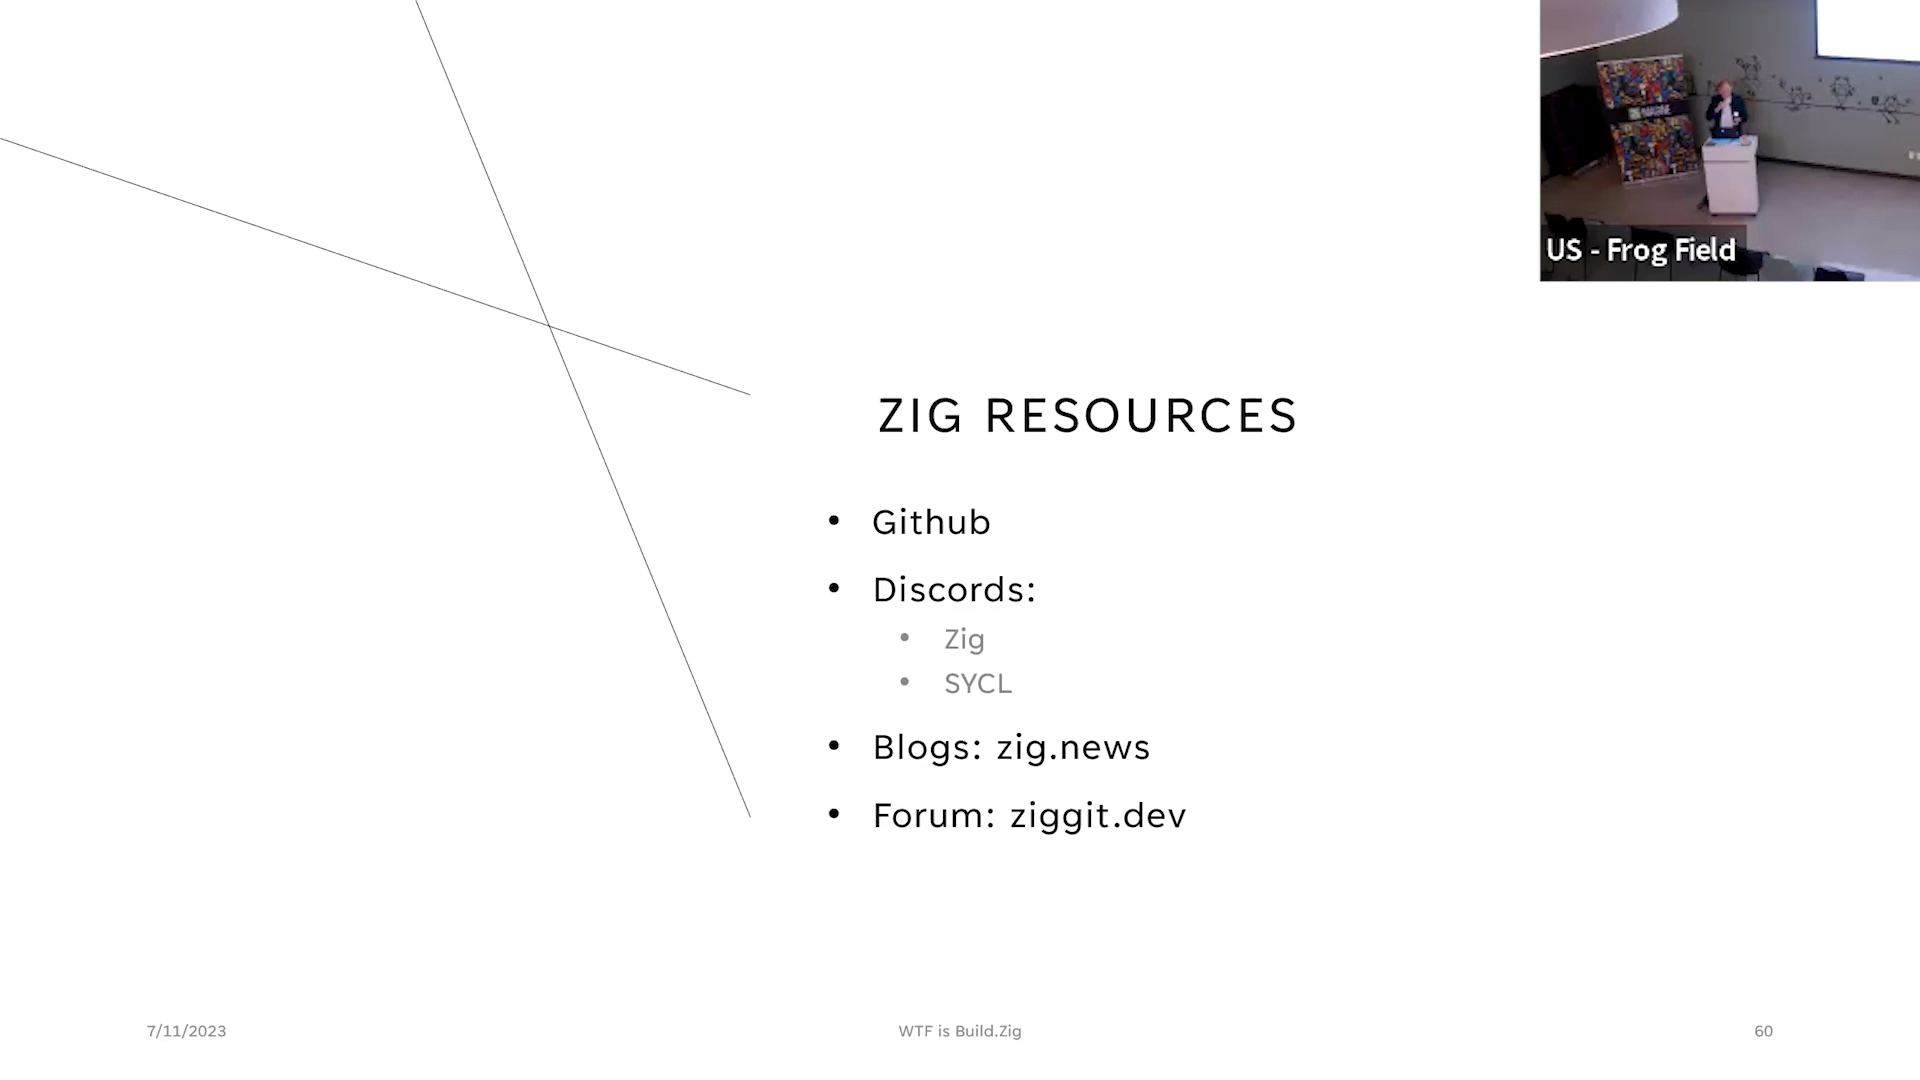 US - Frog Field
ZIG RESOURCES
• Github
• Discords:
• Zig
• SYCL
• Blogs: zig.news
• Forum: ziggit.dev
7/11/2023
WTF is Build.Zig
60